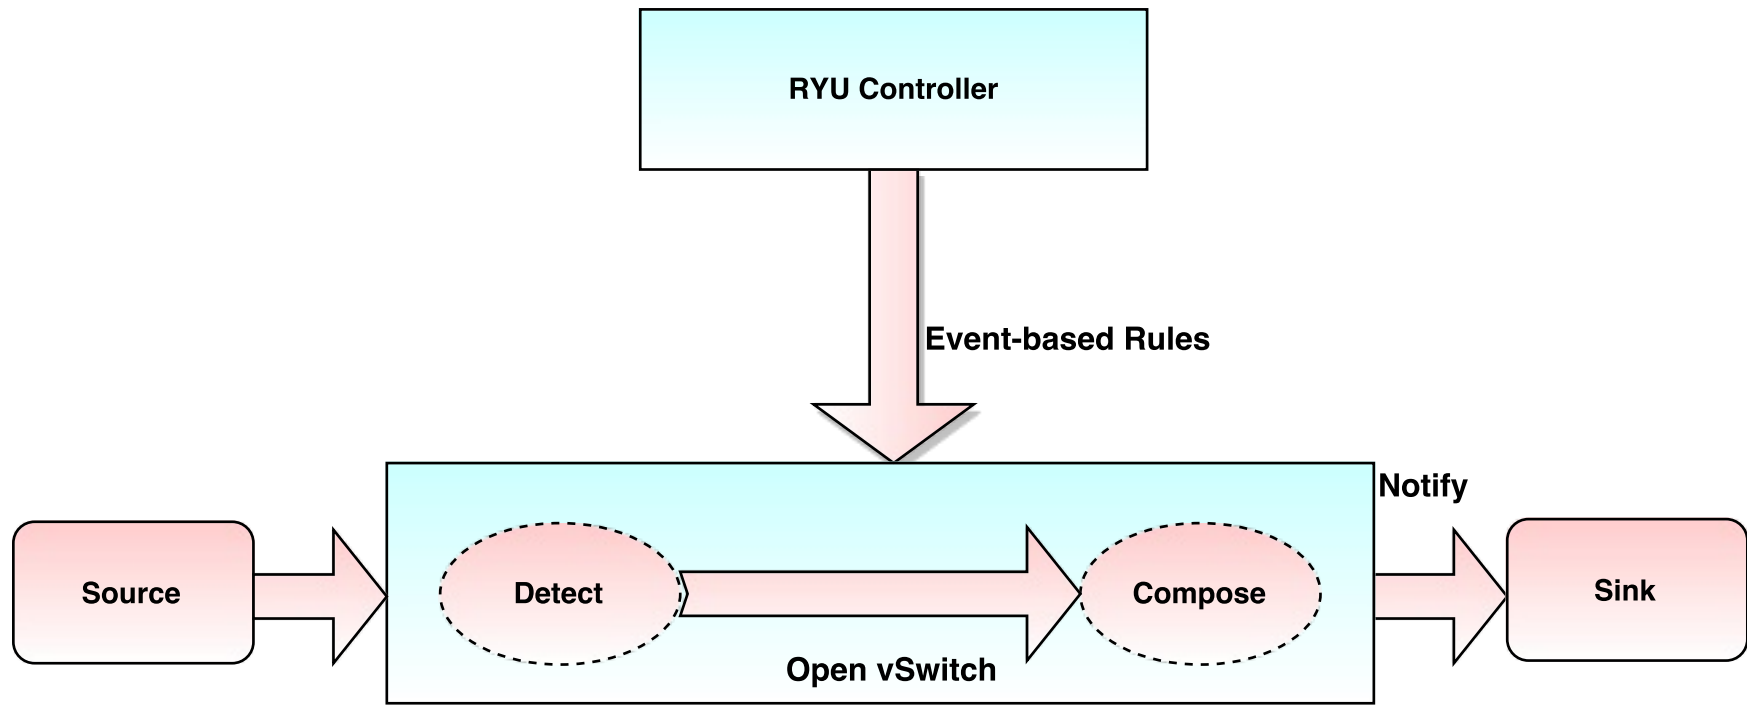 RYU Controller
Event-based Rules
Notify
Source
Detect
Compose
Sink
Open vSwitch